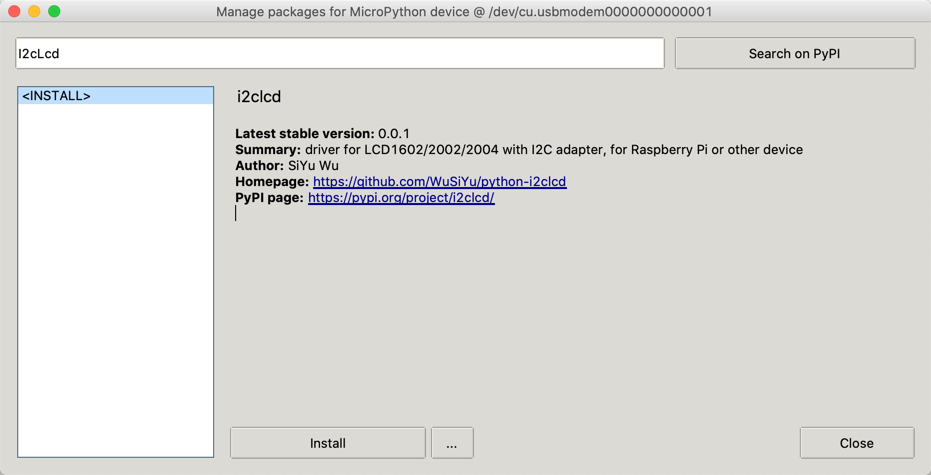 Manage packages for MicroPython device @ /dev/cu.usbmodem0000000000001
I2cLcd
Search on PyPI
<INSTALL>
i2clcd
Latest stable version: 0.0.1
Summary: driver for LCD1602/2002/2004 with I2C adapter, for Raspberry Pi or other device
Author: SiYu Wu
Homepage: https://github.com/WuSiYu/python-i2clcd
PyPI page: https://pypi.org/project/i2clcd/
Install
...
Close